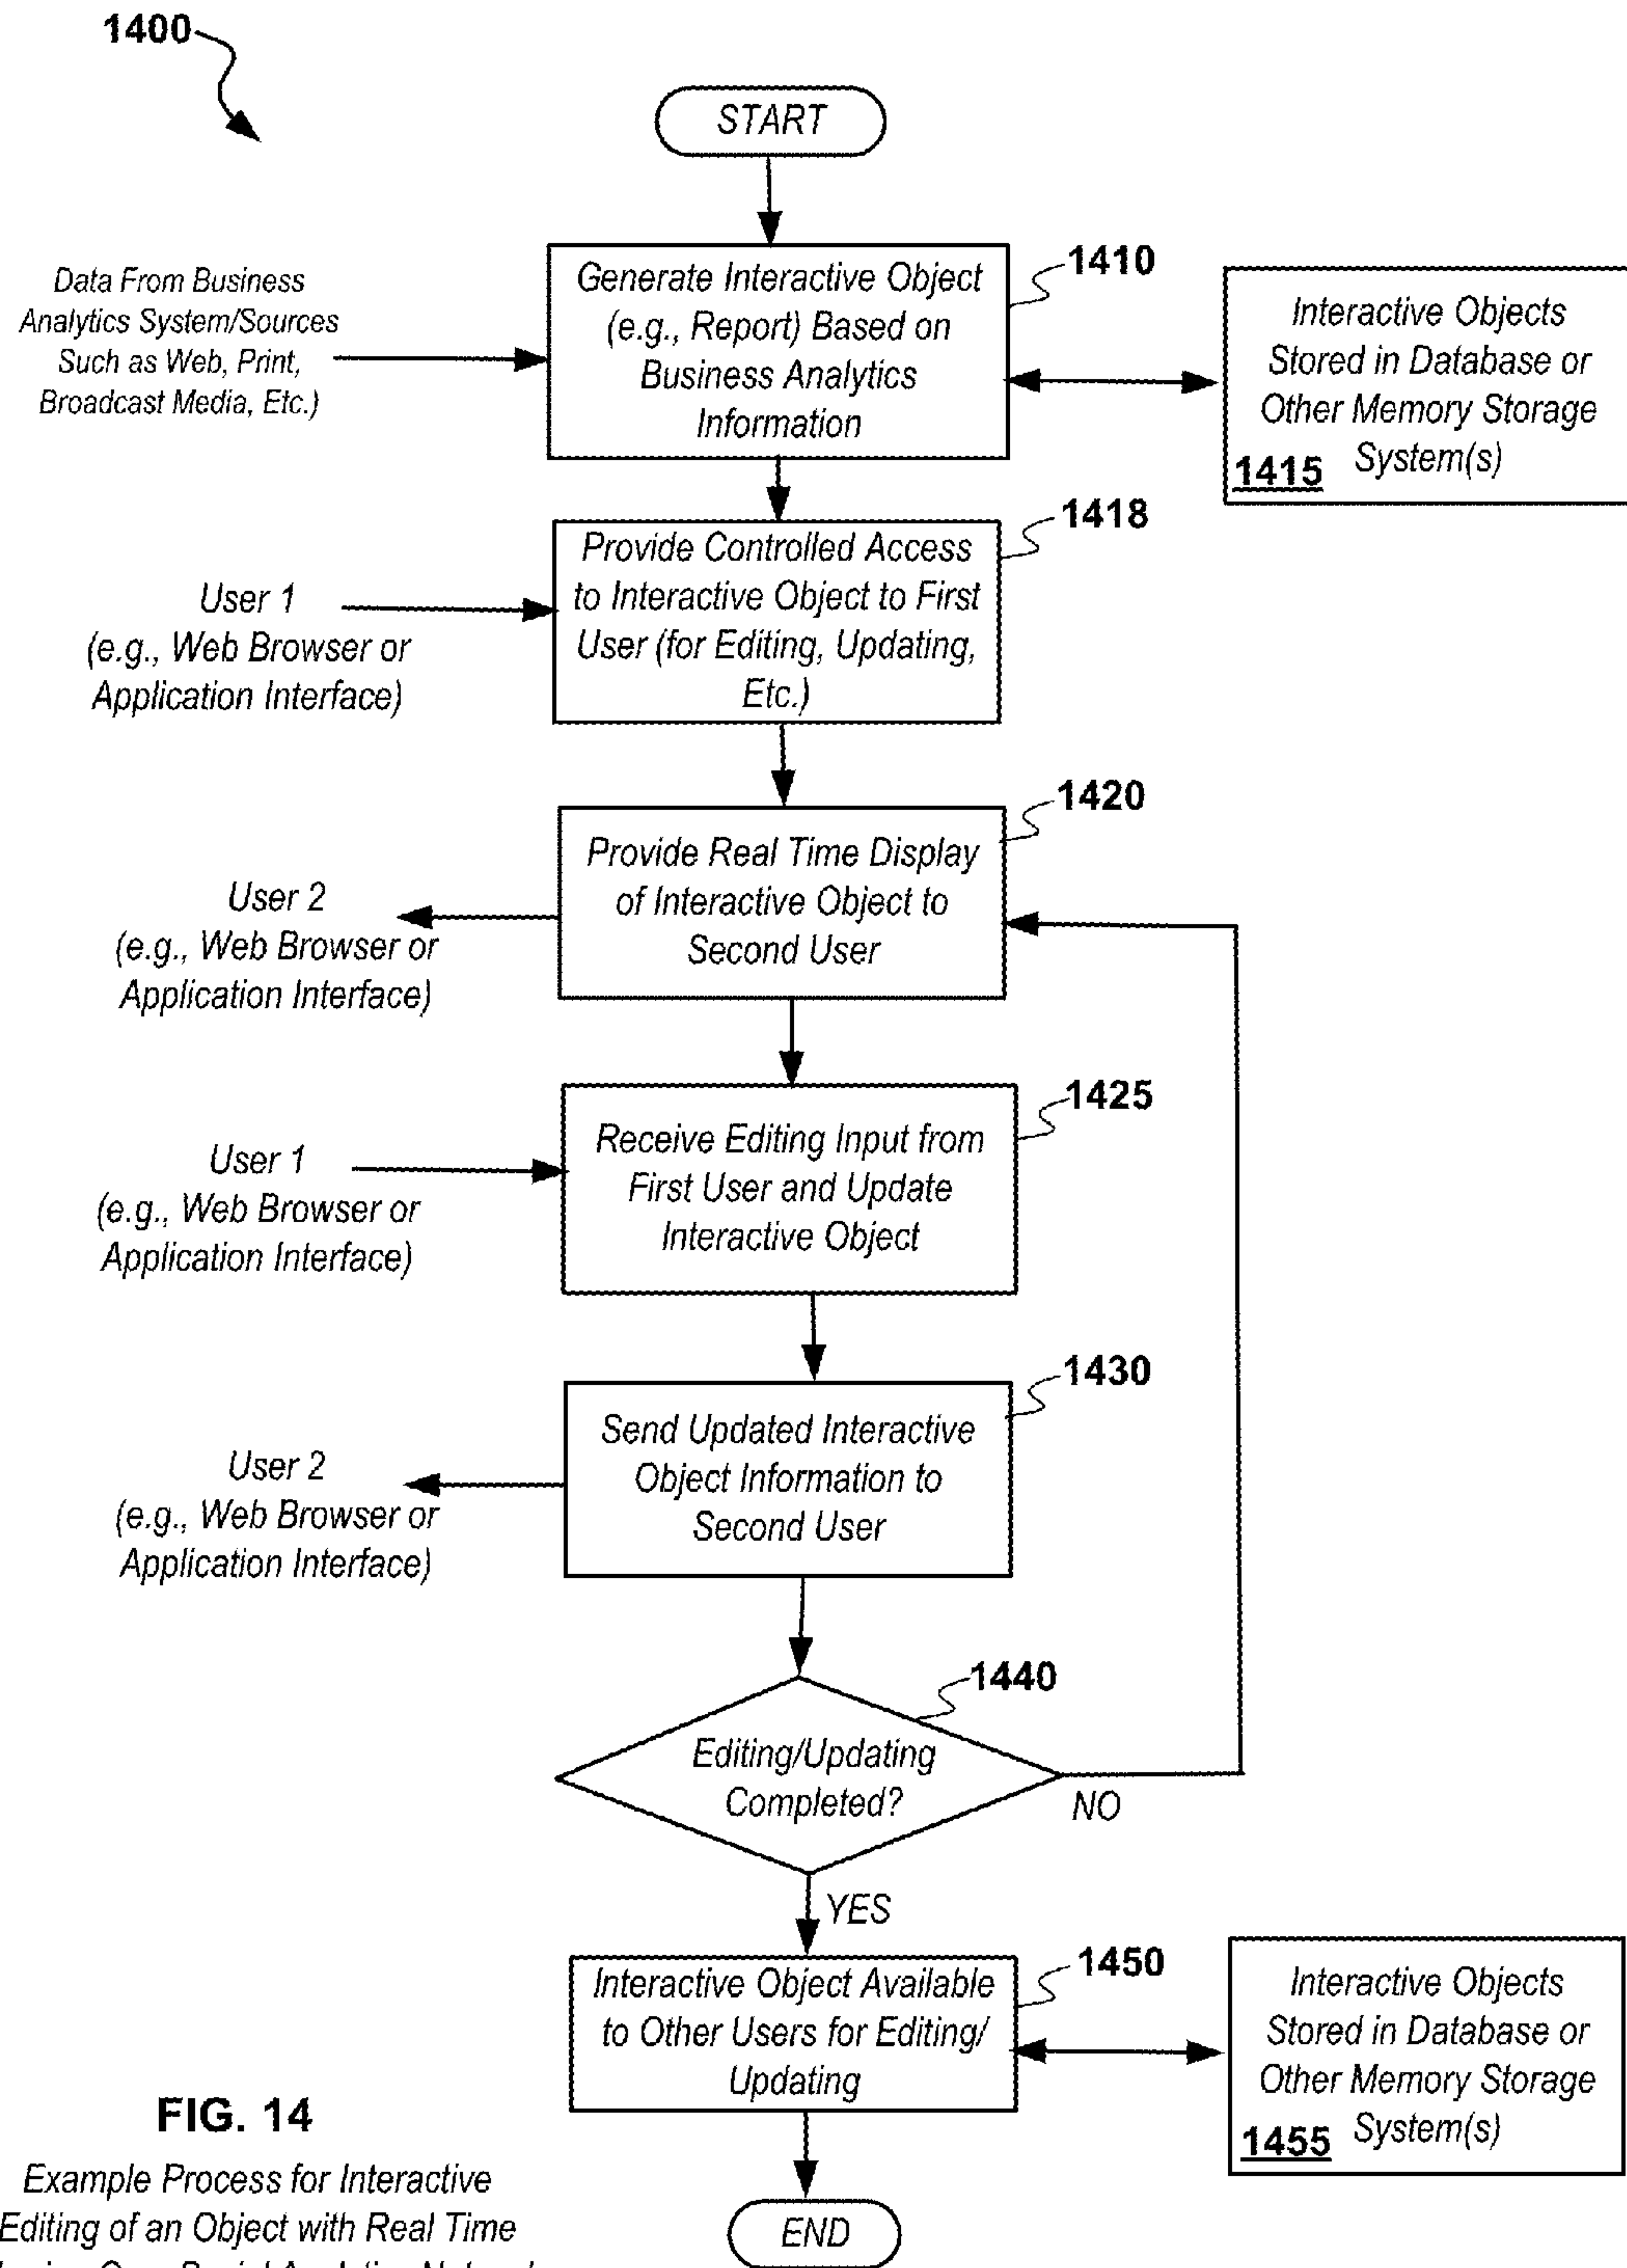 1400
START
Data From Business
Analytics System/Sources
Such as Web, Print,
Broadcast Media, Etc.)
Generate Interactive Object
(e.g., Report) Based on
Business Analytics
Information
1410
Interactive Objects
Stored in Database or
Other Memory Storage
System(s)
1415
User 1
(e.g., Web Browser or
Application Interface)
Provide Controlled Access
to Interactive Object to First
User (for Editing, Updating,
Etc.)
1418
User 2
(e.g., Web Browser or
Application Interface)
Provide Real Time Display
of Interactive Object to
Second User
1420
User 1
(e.g., Web Browser or
Application Interface)
Receive Editing Input from
First User and Update
Interactive Object
1425
User 2
(e.g., Web Browser or
Application Interface)
Send Updated Interactive
Object Information to
Second User
1430
Editing/Updating
Completed?
1440
NO
YES
Interactive Object Available
to Other Users for Editing/
Updating
1450
Interactive Objects
Stored in Database or
Other Memory Storage
System(s)
1455
END
FIG. 14
Example Process for Interactive
Editing of an Object with Real Time